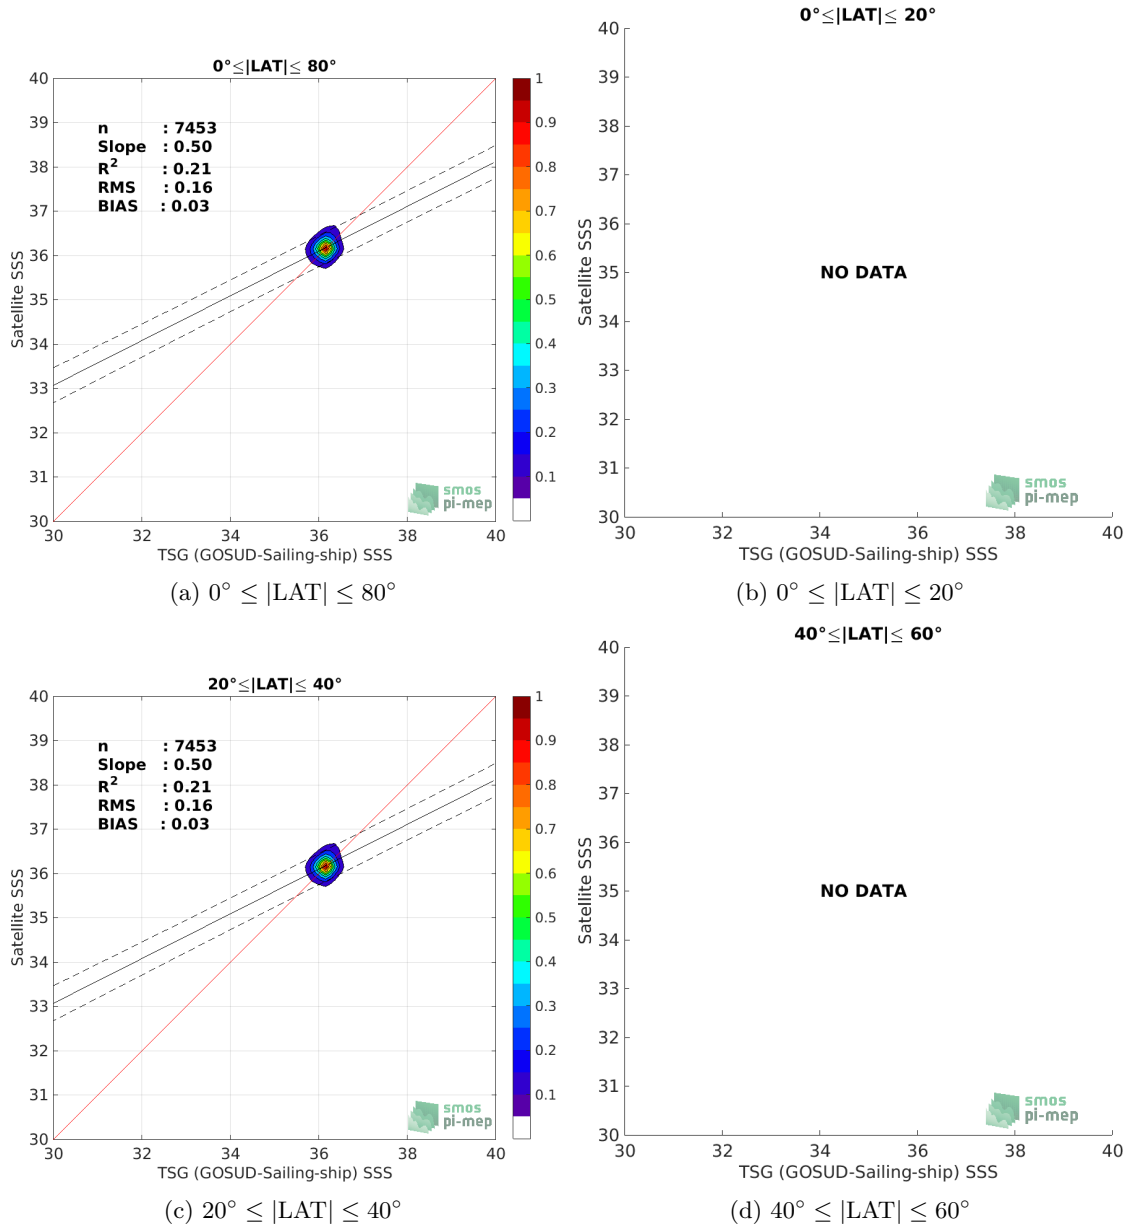 0°≤|LAT|≤ 80°
40
39
38
37
36
35
34
33
32
31
30
Satellite SSS
n : 7453
Slope : 0.50
R² : 0.21
RMS : 0.16
BIAS : 0.03
smos
pi-mep
30 32 34 36 38 40
TSG (GOSUD-Sailing-ship) SSS
1
0.9
0.8
0.7
0.6
0.5
0.4
0.3
0.2
0.1
(a) 0° ≤ |LAT| ≤ 80°
0°≤|LAT|≤ 20°
40
39
38
37
36
35
34
33
32
31
30
Satellite SSS
NO DATA
smos
pi-mep
30 32 34 36 38 40
TSG (GOSUD-Sailing-ship) SSS
(b) 0° ≤ |LAT| ≤ 20°
20°≤|LAT|≤ 40°
40
39
38
37
36
35
34
33
32
31
30
Satellite SSS
n : 7453
Slope : 0.50
R² : 0.21
RMS : 0.16
BIAS : 0.03
smos
pi-mep
30 32 34 36 38 40
TSG (GOSUD-Sailing-ship) SSS
1
0.9
0.8
0.7
0.6
0.5
0.4
0.3
0.2
0.1
(c) 20° ≤ |LAT| ≤ 40°
40°≤|LAT|≤ 60°
40
39
38
37
36
35
34
33
32
31
30
Satellite SSS
NO DATA
smos
pi-mep
30 32 34 36 38 40
TSG (GOSUD-Sailing-ship) SSS
(d) 40° ≤ |LAT| ≤ 60°